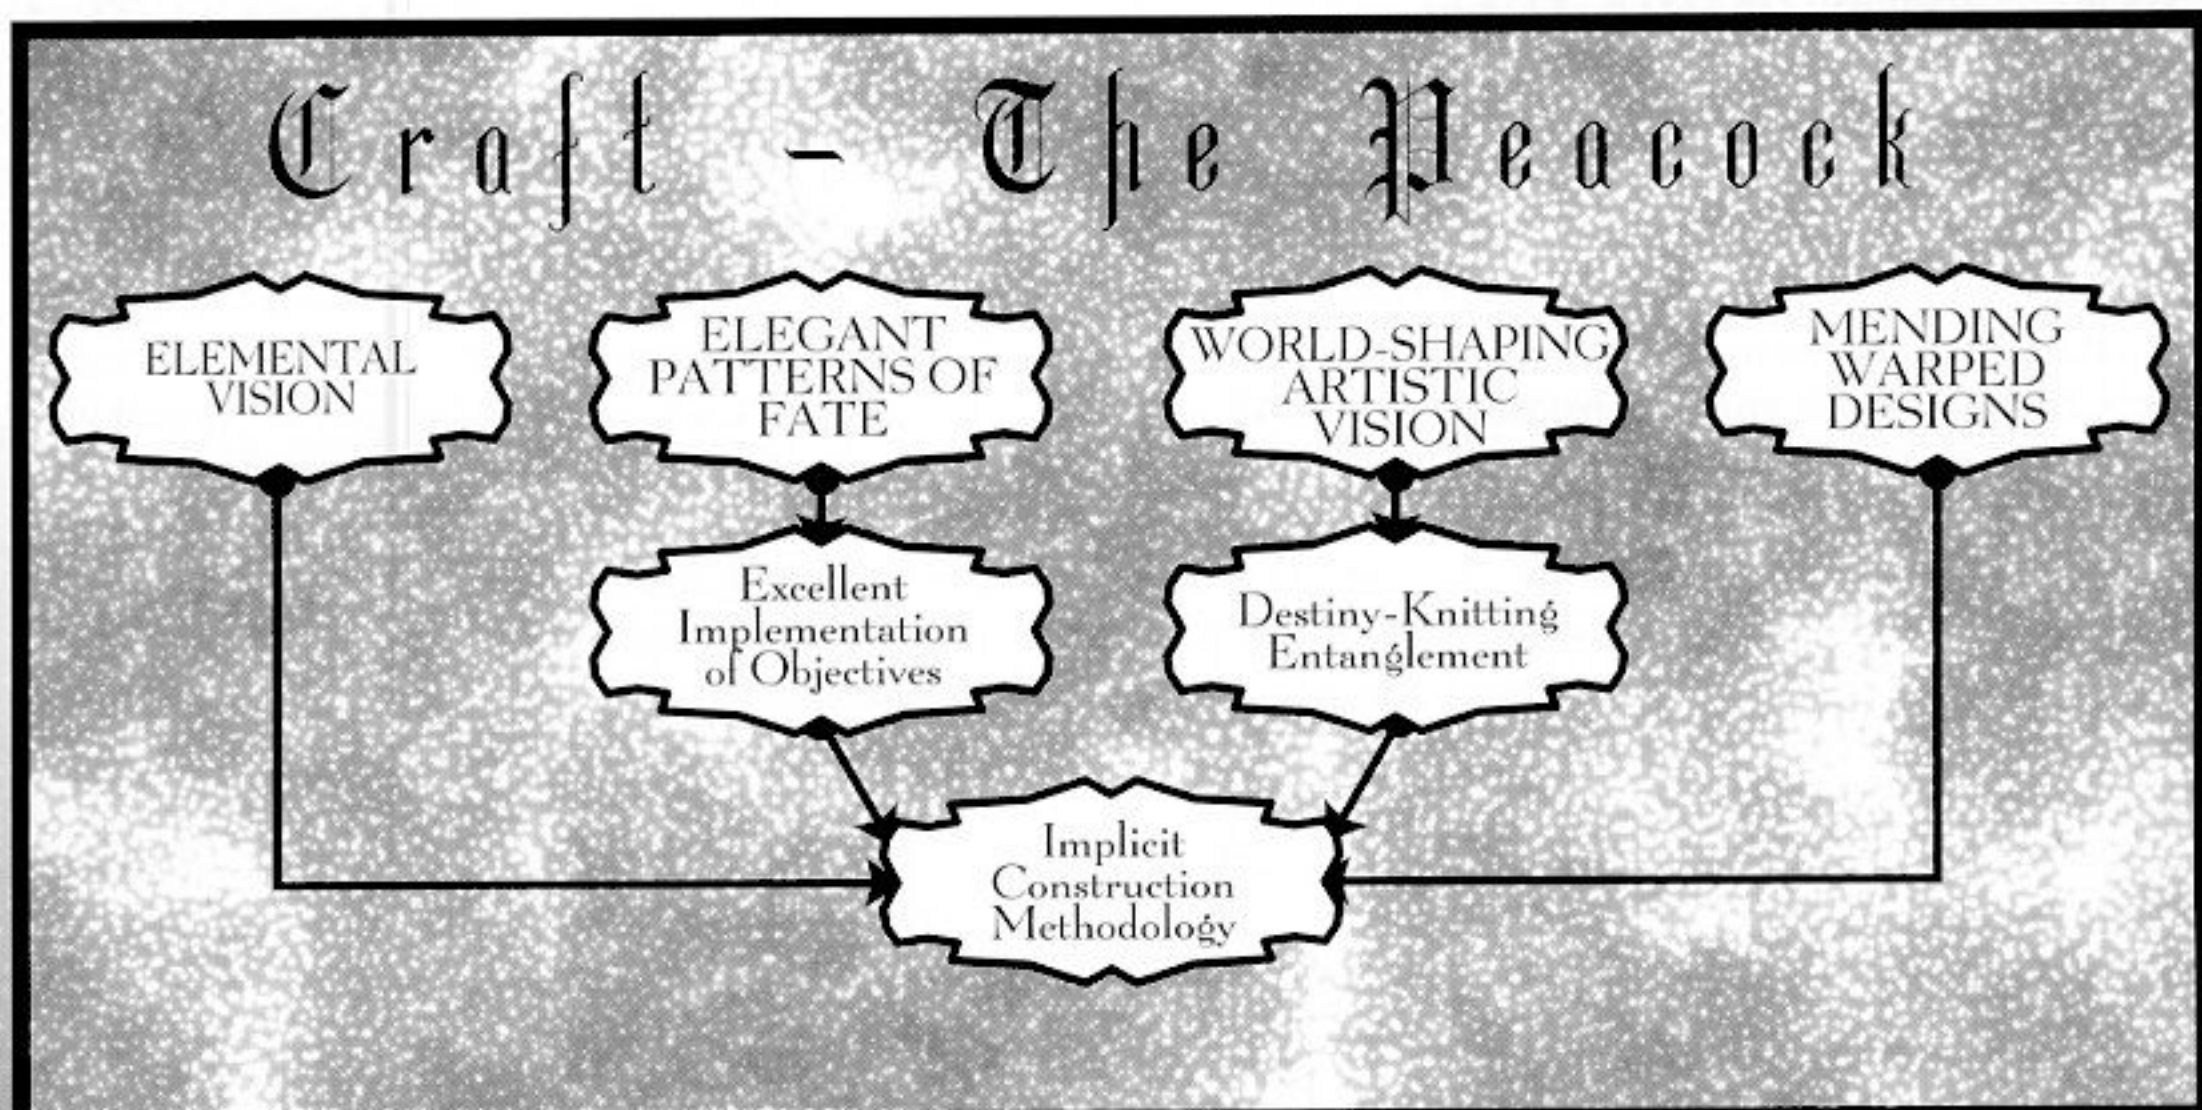 Craft - The Peacock
ELEMENTAL
VISION
ELEGANT
PATTERNS OF
FATE
WORLD-SHAPING
ARTISTIC
VISION
MENDING
WARPED
DESIGNS
Excellent
Implementation
of Objectives
Destiny-Knitting
Entanglement
Implicit
Construction
Methodology